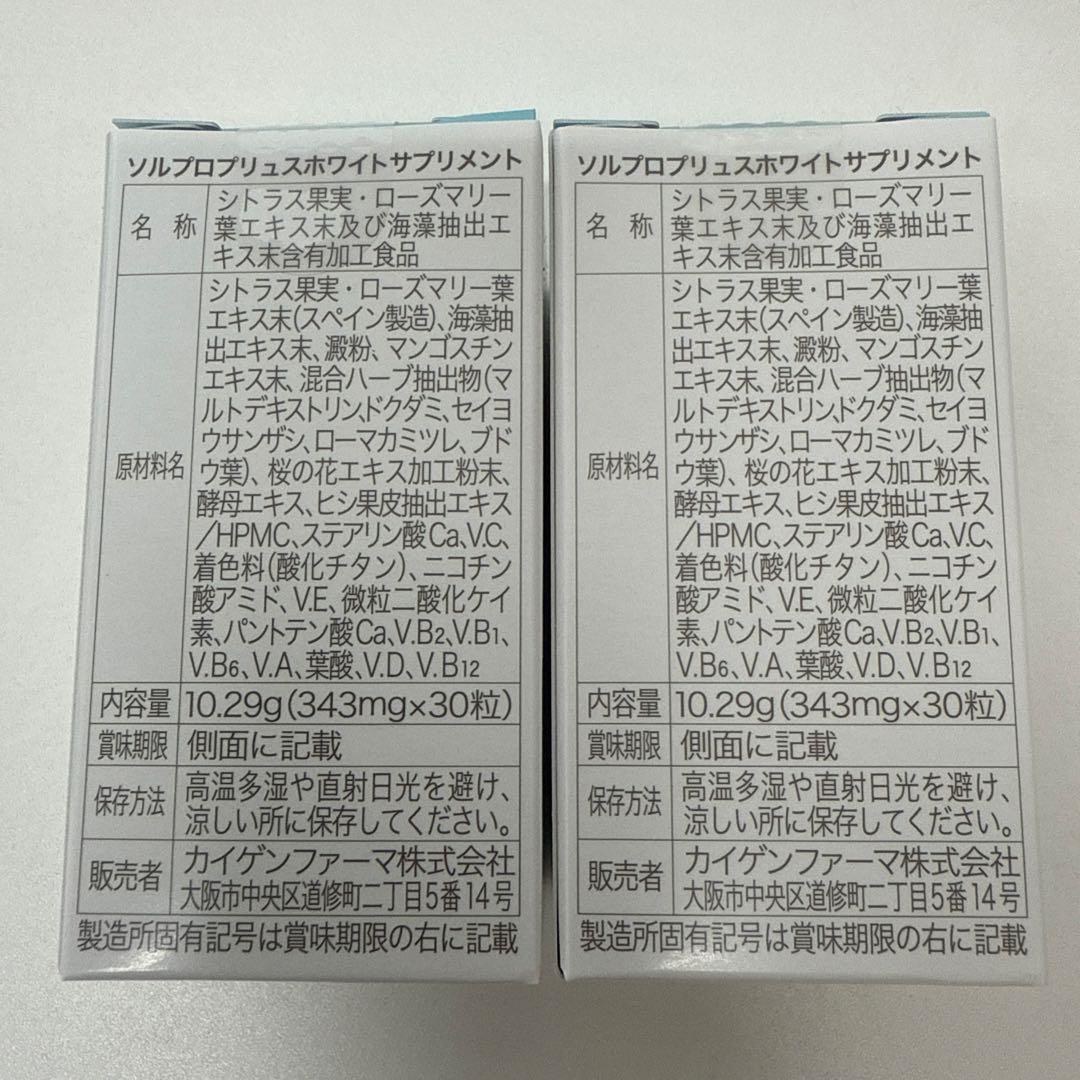 ソルプロプリュスホワイトサプリメント
名称
シトラス果実・ローズマリー
葉エキス末及び海藻抽出エ
キス末含有加工食品
原材料名
シトラス果実・ローズマリー葉
エキス末(スペイン製造)、海藻抽
出エキス末、澱粉、マンゴスチン
エキス末、混合ハーブ抽出物(マ
ルトデキストリン、ドクダミ、セイヨ
ウサンザシ、ローマカミツレ、ブド
ウ葉)、桜の花エキス加工粉末、
酵母エキス、ヒシ果皮抽出エキス
/HPMC、ステアリン酸Ca、V.C、
着色料(酸化チタン)、ニコチン
酸アミド、V.E、微粒二酸化ケイ
素、パントテン酸Ca、V.B2、V.B1、
V.B6、V.A、葉酸、V.D、V.B12
内容量
10.29g(343mg×30粒)
賞味期限
側面に記載
保存方法
高温多湿や直射日光を避け、
涼しい所に保存してください。
販売者
カイゲンファーマ株式会社
大阪市中央区道修町二丁目5番14号
製造所固有記号は賞味期限の右に記載
ソルプロプリュスホワイトサプリメント
名称
シトラス果実・ローズマリー
葉エキス末及び海藻抽出エ
キス末含有加工食品
原材料名
シトラス果実・ローズマリー葉
エキス末(スペイン製造)、海藻抽
出エキス末、澱粉、マンゴスチン
エキス末、混合ハーブ抽出物(マ
ルトデキストリン、ドクダミ、セイヨ
ウサンザシ、ローマカミツレ、ブド
ウ葉)、桜の花エキス加工粉末、
酵母エキス、ヒシ果皮抽出エキス
/HPMC、ステアリン酸Ca、V.C、
着色料(酸化チタン)、ニコチン
酸アミド、V.E、微粒二酸化ケイ
素、パントテン酸Ca、V.B2、V.B1、
V.B6、V.A、葉酸、V.D、V.B12
内容量
10.29g(343mg×30粒)
賞味期限
側面に記載
保存方法
高温多湿や直射日光を避け、
涼しい所に保存してください。
販売者
カイゲンファーマ株式会社
大阪市中央区道修町二丁目5番14号
製造所固有記号は賞味期限の右に記載